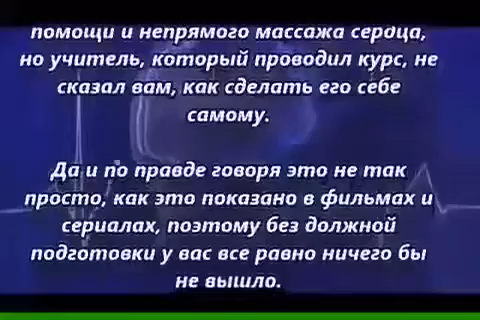 помощи и непрямого массажа сердца,
но учитель, который проводил курс, не
сказал вам, как сделать его себе
самому.
Да и по правде говоря это не так
просто, как это показано в фильмах и
сериалах, поэтому без должной
подготовки у вас все равно ничего бы
не вышло.